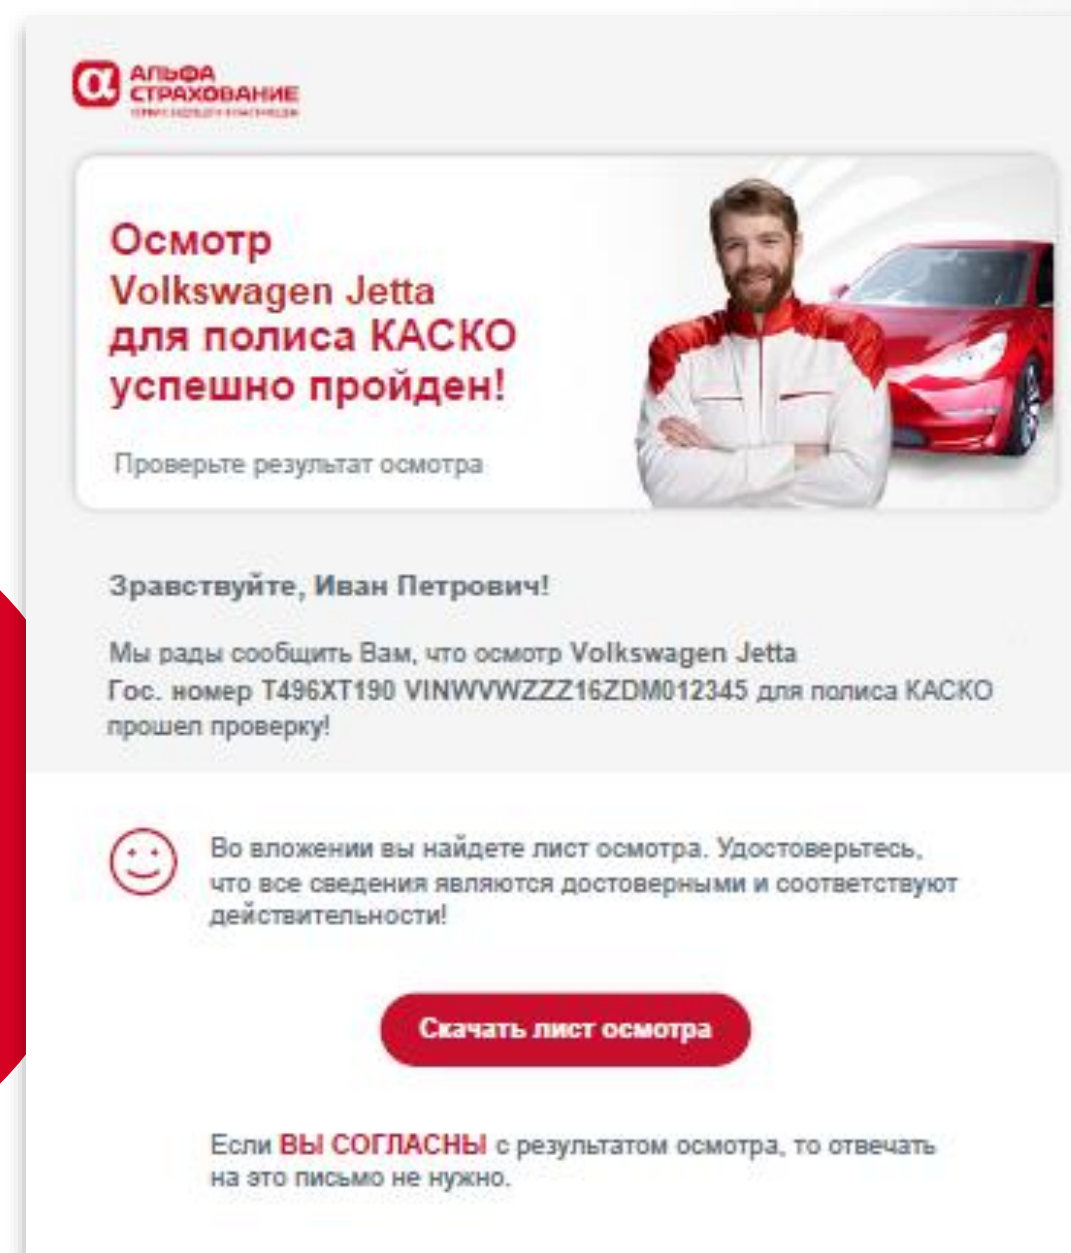 АЛЬФА
СТРАХОВАНИЕ
Осмотр
Volkswagen Jetta
для полиса КАСКО
успешно пройден!
Проверьте результат осмотра
Зравствуйте, Иван Петрович!
Мы рады сообщить Вам, что осмотр Volkswagen Jetta
Гос. номер T496XT190 VINWVWZZZ16ZDM012345 для полиса КАСКО
прошел проверку!
Во вложении вы найдете лист осмотра. Удостоверьтесь,
что все сведения являются достоверными и соответствуют
действительности!
Скачать лист осмотра
Если ВЫ СОГЛАСНЫ с результатом осмотра, то отвечать
на это письмо не нужно.